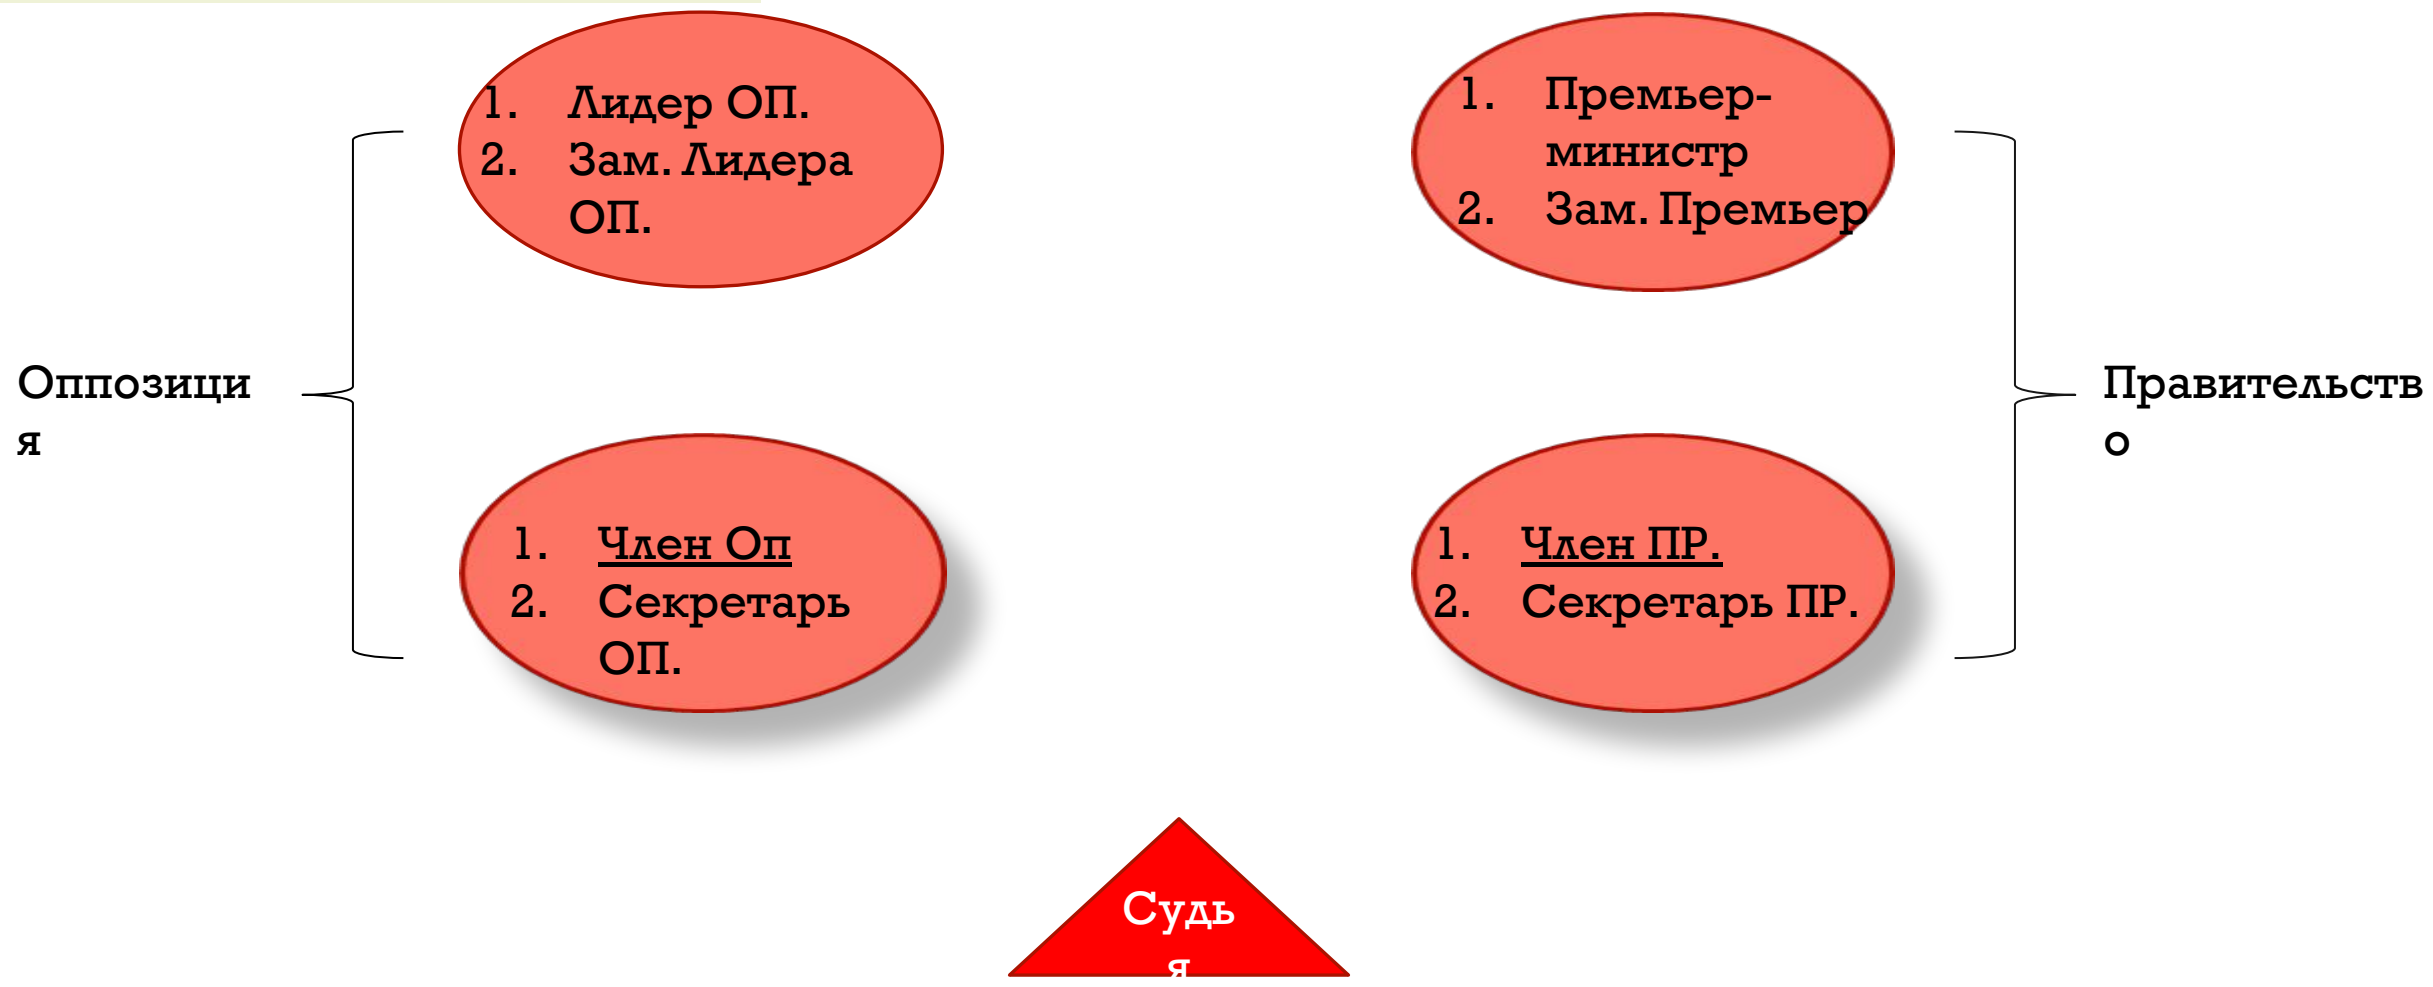 1. Лидер ОП.
2. Зам. Лидера
ОП.
1. Премьер-
министр
2. Зам. Премьер
Оппозици
я
Правительств
о
1. Член Оп
2. Секретарь
ОП.
1. Член ПР.
2. Секретарь ПР.
Судь
я